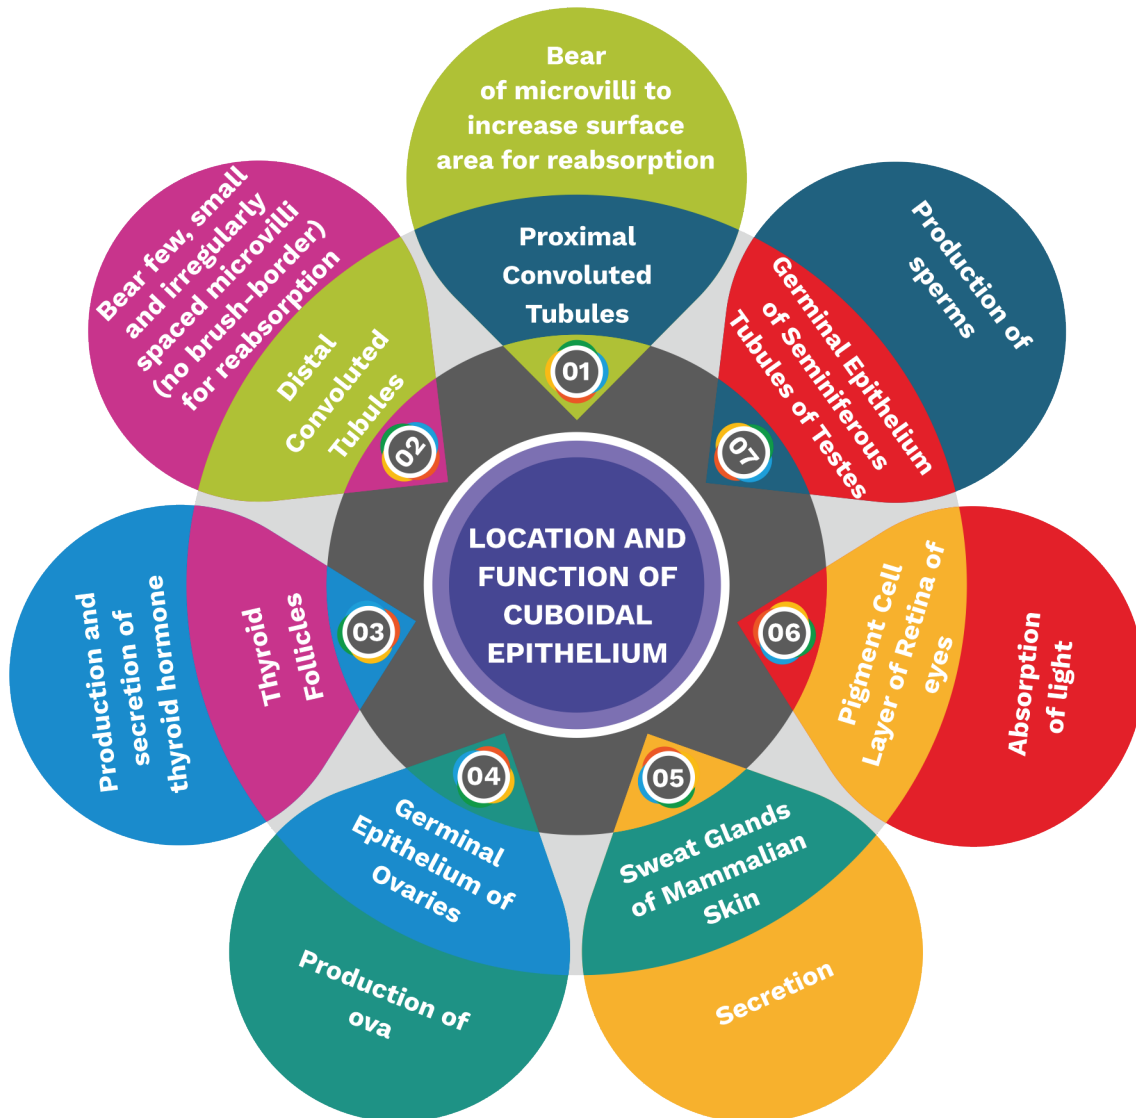 LOCATION AND
FUNCTION OF
CUBOIDAL
EPITHELIUM
01
Proximal
Convoluted
Tubules
Bear
of microvilli to
increase surface
area for reabsorption
02
Distal
Convoluted
Tubules
Bear few, small
and irregularly
spaced microvilli
(no brush-border)
for reabsorption
03
Thyroid
Follicles
Production and
secretion of
thyroid hormone
04
Germinal
Epithelium of
Ovaries
Production of
ova
05
Sweat Glands
of Mammalian
Skin
Secretion
06
Pigment Cell
Layer of Retina of
eyes
Absorption
of light
07
Germinal Epithelium
of Seminiferous
Tubules of Testes
Production of
sperms